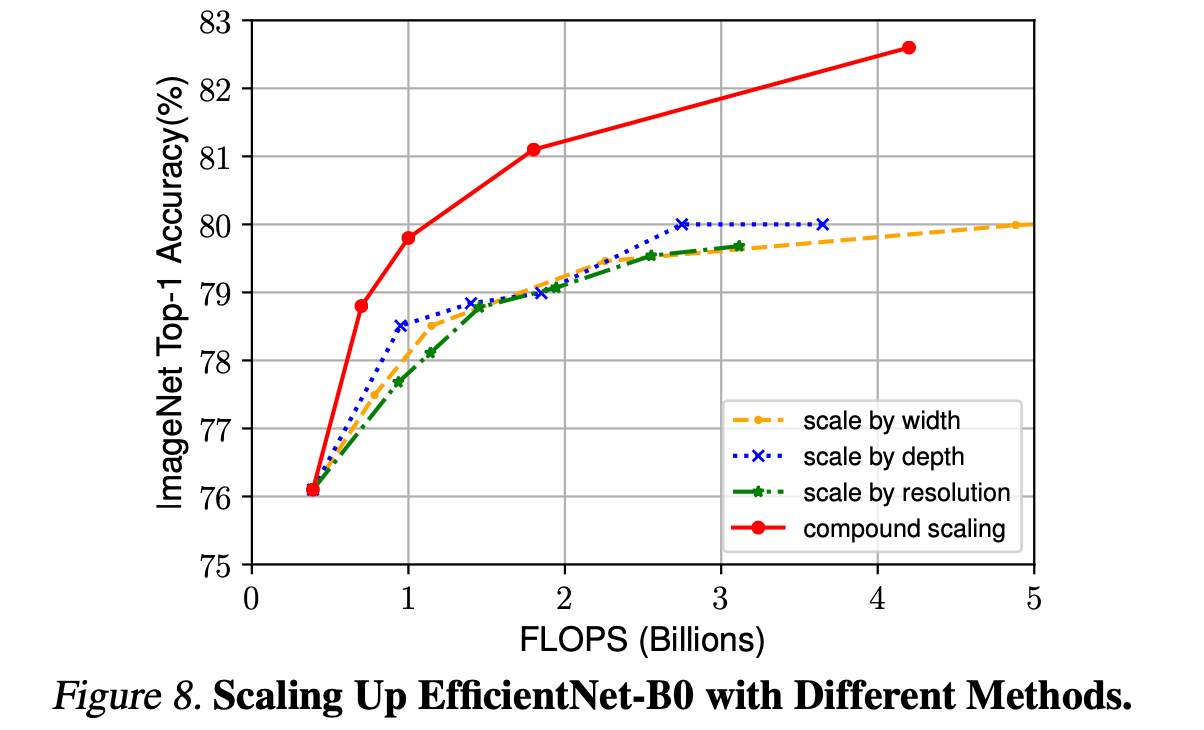 83
82
81
80
79
78
77
76
75
ImageNet Top-1 Accuracy(%)
scale by width
scale by depth
scale by resolution
compound scaling
0 1 2 3 4 5
FLOPS (Billions)
Figure 8. Scaling Up EfficientNet-B0 with Different Methods.